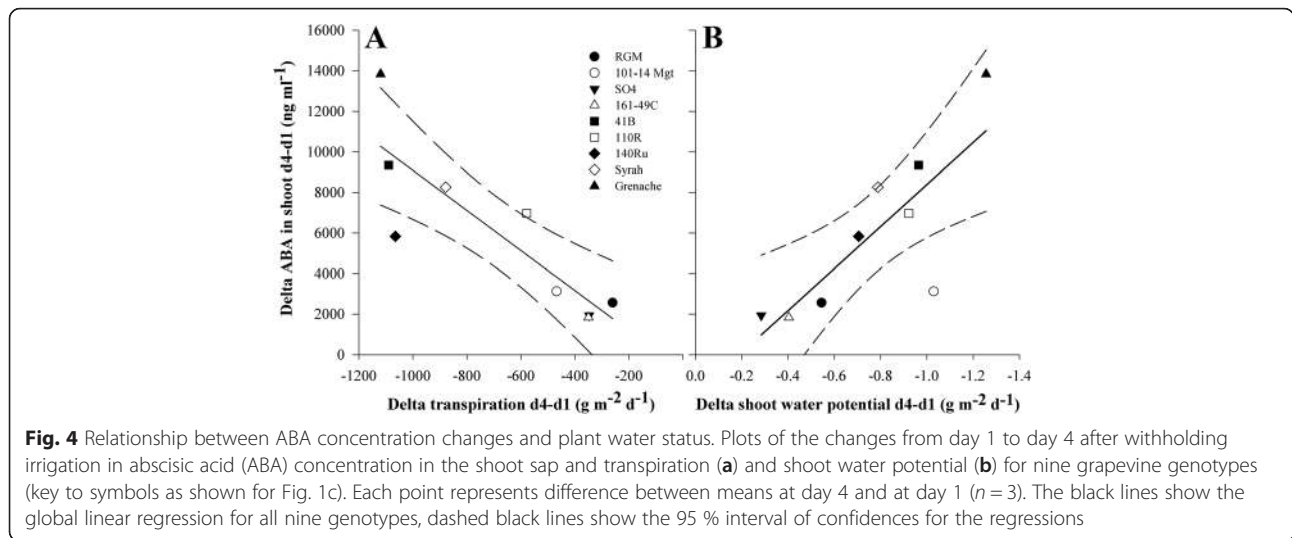 A
B
16000
14000
12000
10000
8000
6000
4000
2000
0
Delta ABA in shoot d4-d1 (ng ml⁻¹)
RGM
101-14 Mgt
SO4
161-49C
41B
110R
140Ru
Syrah
Grenache
-1200 -1000 -800 -600 -400 -200
0.0 -0.2 -0.4 -0.6 -0.8 -1.0 -1.2 -1.4
Delta transpiration d4-d1 (g m⁻² d⁻¹)
Delta shoot water potential d4-d1 (g m⁻² d⁻¹)
Fig. 4 Relationship between ABA concentration changes and plant water status. Plots of the changes from day 1 to day 4 after withholding
irrigation in abscisic acid (ABA) concentration in the shoot sap and transpiration (a) and shoot water potential (b) for nine grapevine genotypes
(key to symbols as shown for Fig. 1c). Each point represents difference between means at day 4 and at day 1 (n = 3). The black lines show the
global linear regression for all nine genotypes, dashed black lines show the 95 % interval of confidences for the regressions